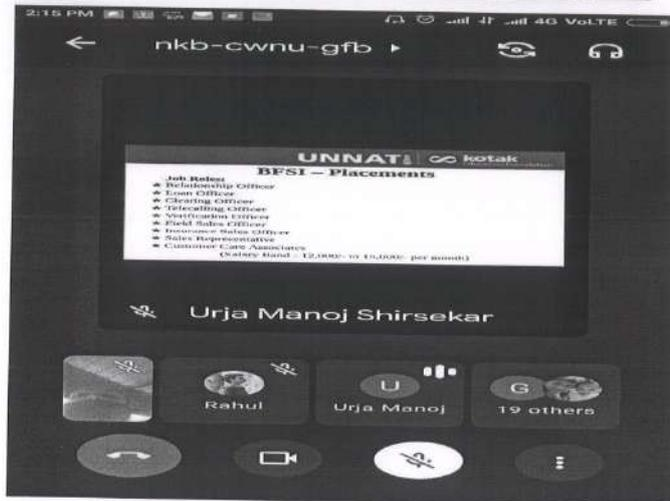 2:15 PM 4G VoLTE
nkb-cwnu-gfb
UNNATI kotak
BFSI – Placements
Job Roles:
Relationship Officer
Loan Officer
Clearing Officer
Telecalling Officer
Verification Officer
Field Sales Officer
Insurance Sales Officer
Sales Representative
Customer Care Associates
(Salary Band - 12,000/- to 15,000/- per month)
Urja Manoj Shirsekar
Rahul
U
Urja Manoj
G
19 others